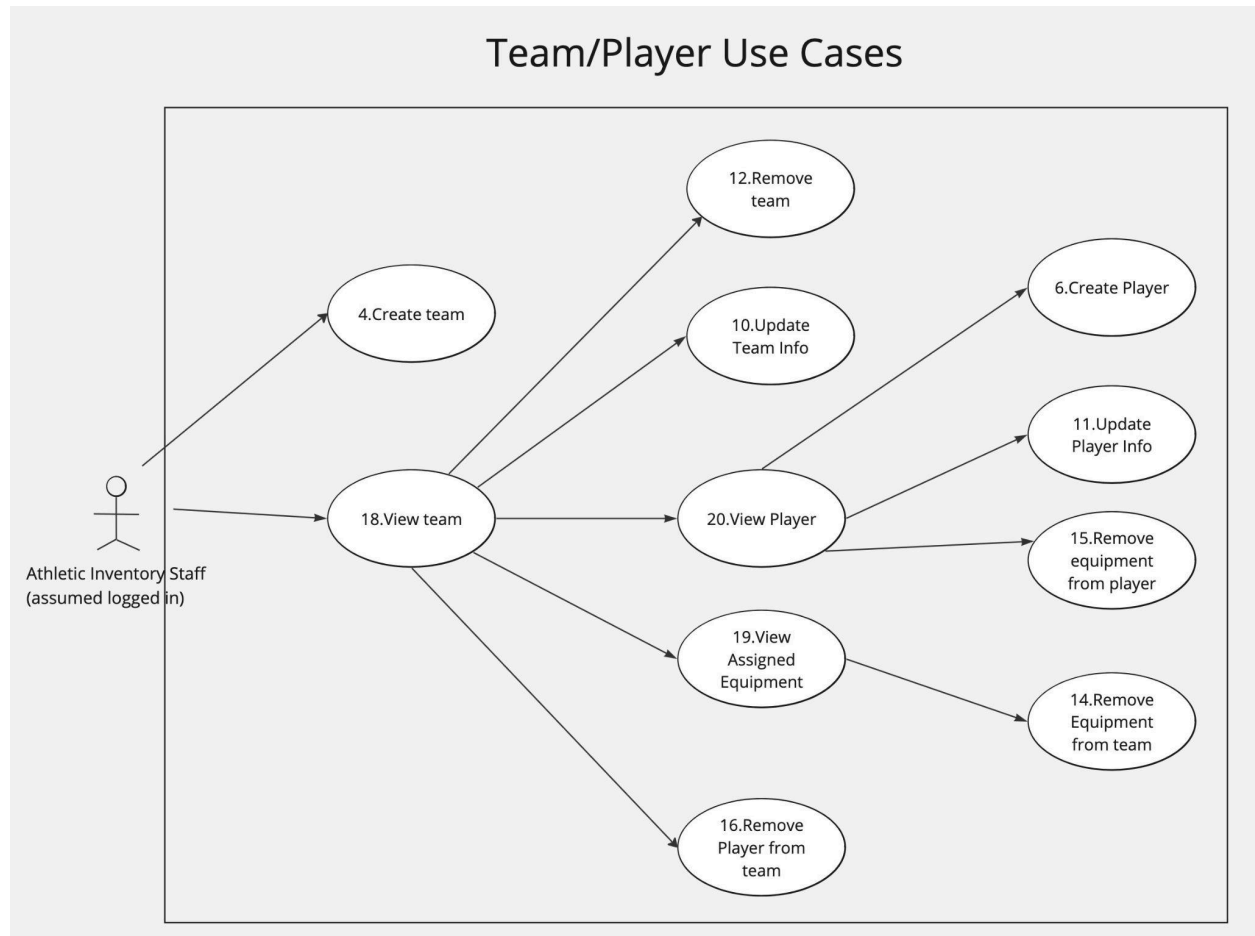 Team/Player Use Cases
12.Remove
team
6.Create Player
4.Create team
10.Update
Team Info
11.Update
Player Info
18.View team
20.View Player
15.Remove
equipment
from player
Athletic Inventory Staff
(assumed logged in)
19.View
Assigned
Equipment
14.Remove
Equipment
from team
16.Remove
Player from
team